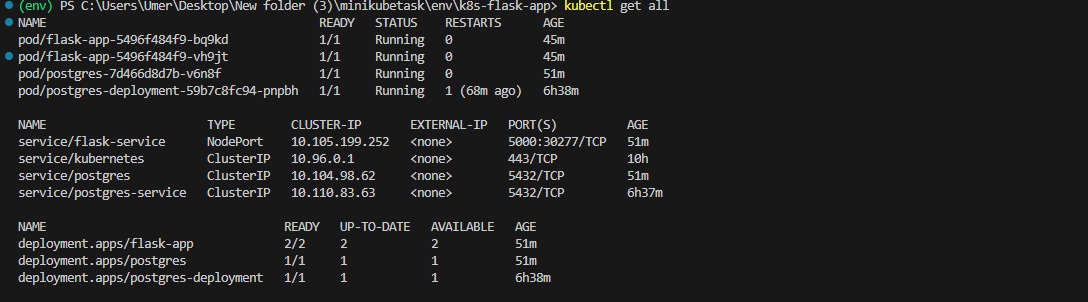 (env) PS C:\Users\Umer\Desktop\New folder (3)\minikubetask\env\k8s-flask-app> kubectl get all
NAME READY STATUS RESTARTS AGE
pod/flask-app-5496f484f9-bq9kd 1/1 Running 0 45m
pod/flask-app-5496f484f9-vh9jt 1/1 Running 0 45m
pod/postgres-7d466d8d7b-v6n8f 1/1 Running 0 51m
pod/postgres-deployment-59b7c8fc94-pnpbh 1/1 Running 1 (68m ago) 6h38m
NAME TYPE CLUSTER-IP EXTERNAL-IP PORT(S) AGE
service/flask-service NodePort 10.105.199.252 <none> 5000:30277/TCP 51m
service/kubernetes ClusterIP 10.96.0.1 <none> 443/TCP 10h
service/postgres ClusterIP 10.104.98.62 <none> 5432/TCP 51m
service/postgres-service ClusterIP 10.110.83.63 <none> 5432/TCP 6h37m
NAME READY UP-TO-DATE AVAILABLE AGE
deployment.apps/flask-app 2/2 2 2 51m
deployment.apps/postgres 1/1 1 1 51m
deployment.apps/postgres-deployment 1/1 1 1 6h38m